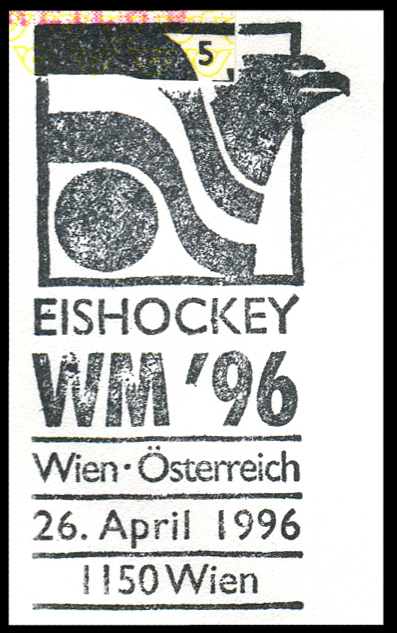 5
EISHOCKEY
WM '96
Wien · Österreich
26. April 1996
1150 Wien